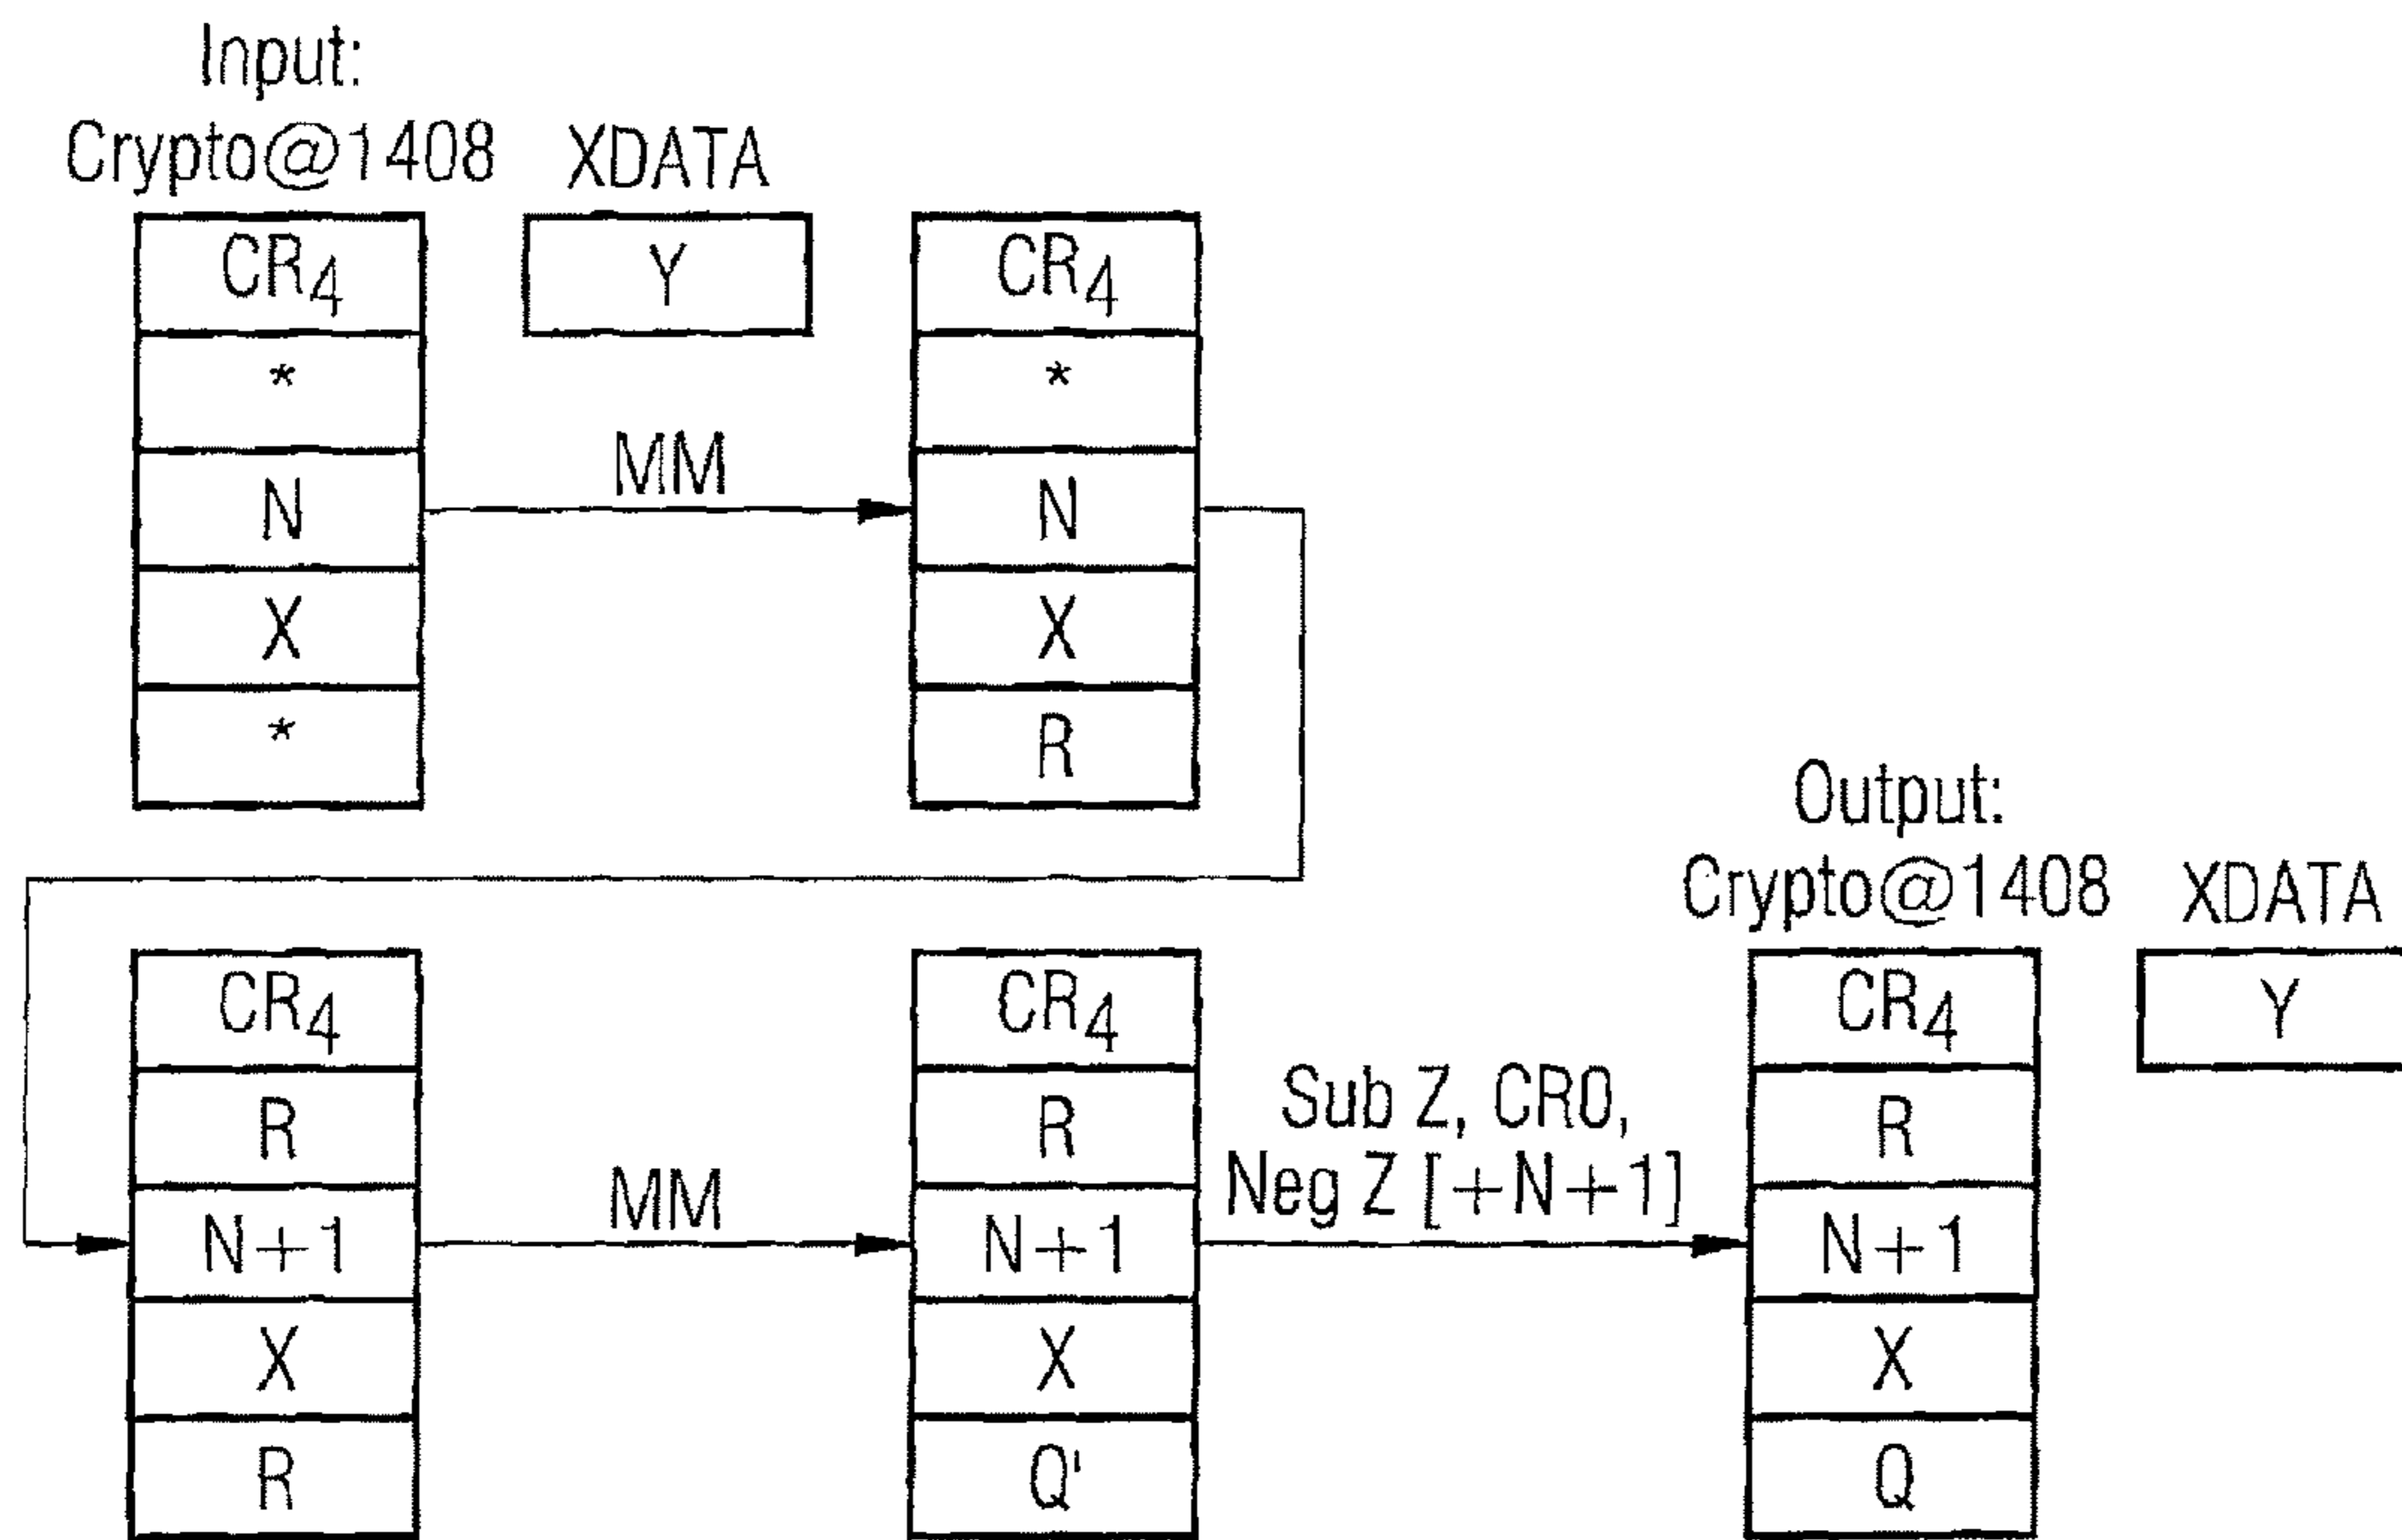 Input:
Crypto@1408 XDATA
CR4 Y CR4
* *
MM
N N
X X
* R
Output:
Crypto@1408 XDATA
CR4 CR4 CR4 Y
R R Sub Z, CR0, R
MM Neg Z [+N+1]
N+1 N+1 N+1
X X X
R Q' Q